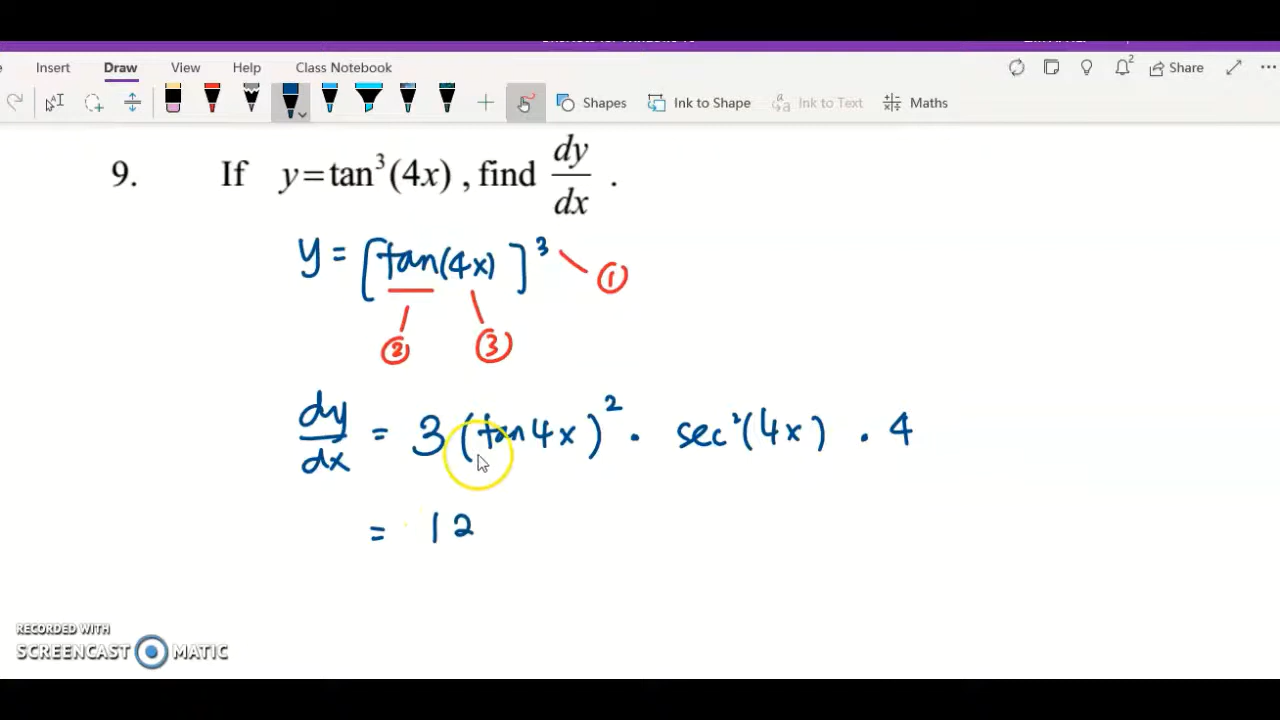 Insert Draw View Help Class Notebook Share
Shapes Ink to Shape Ink to Text Maths
9. If y=tan³(4x), find dy/dx.
y = [tan(4x)]³ ①
② ③
dy/dx = 3(tan4x)² · sec²(4x) · 4
= 12
RECORDED WITH
SCREENCAST MATIC